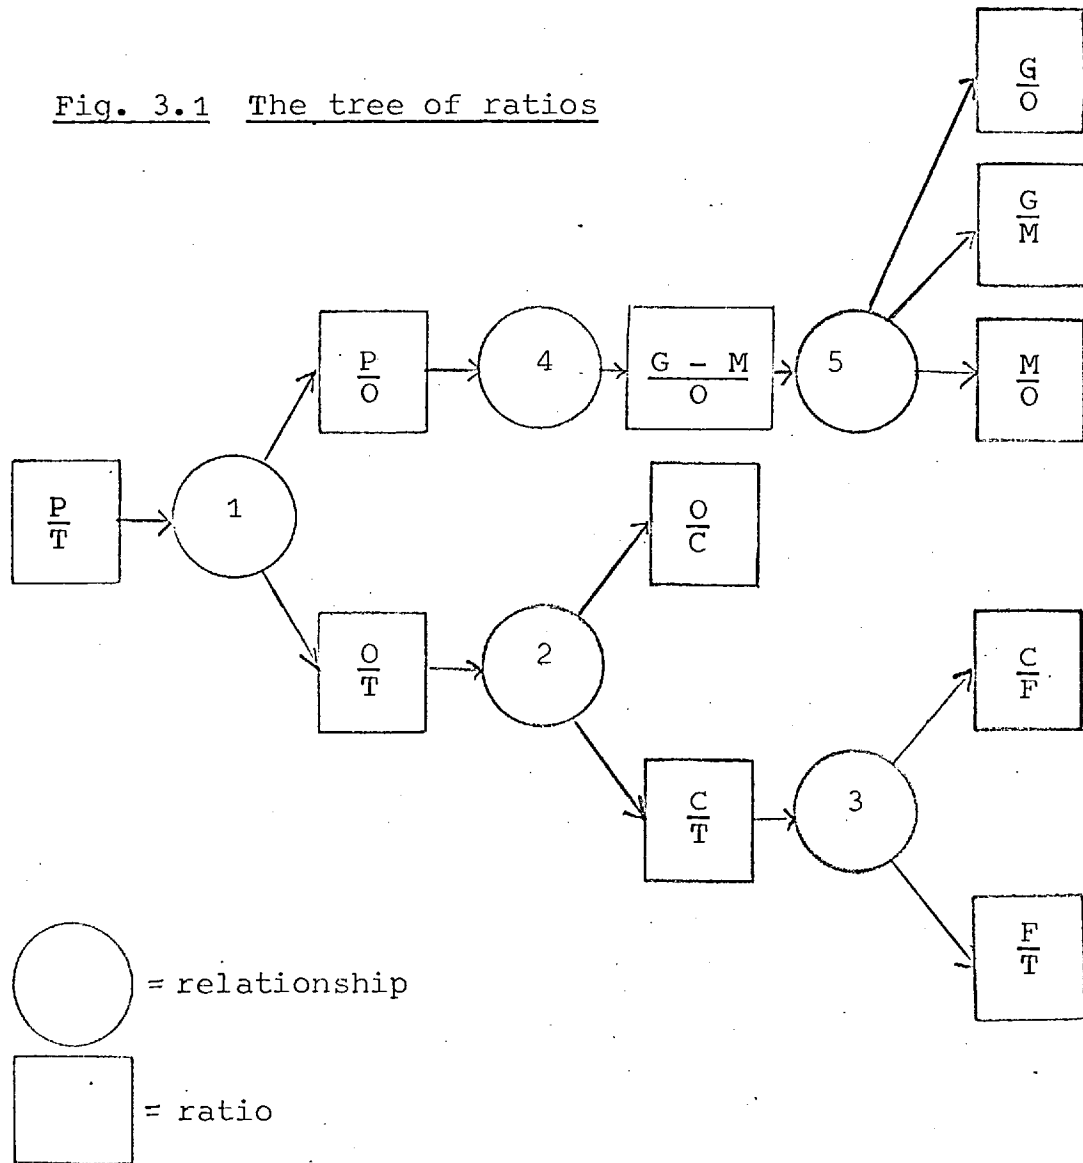 Fig. 3.1 The tree of ratios
G
O
G
M
P
O
4
G - M
O
5
M
O
P
T
1
O
C
O
T
2
C
F
C
T
3
F
T
= relationship
= ratio